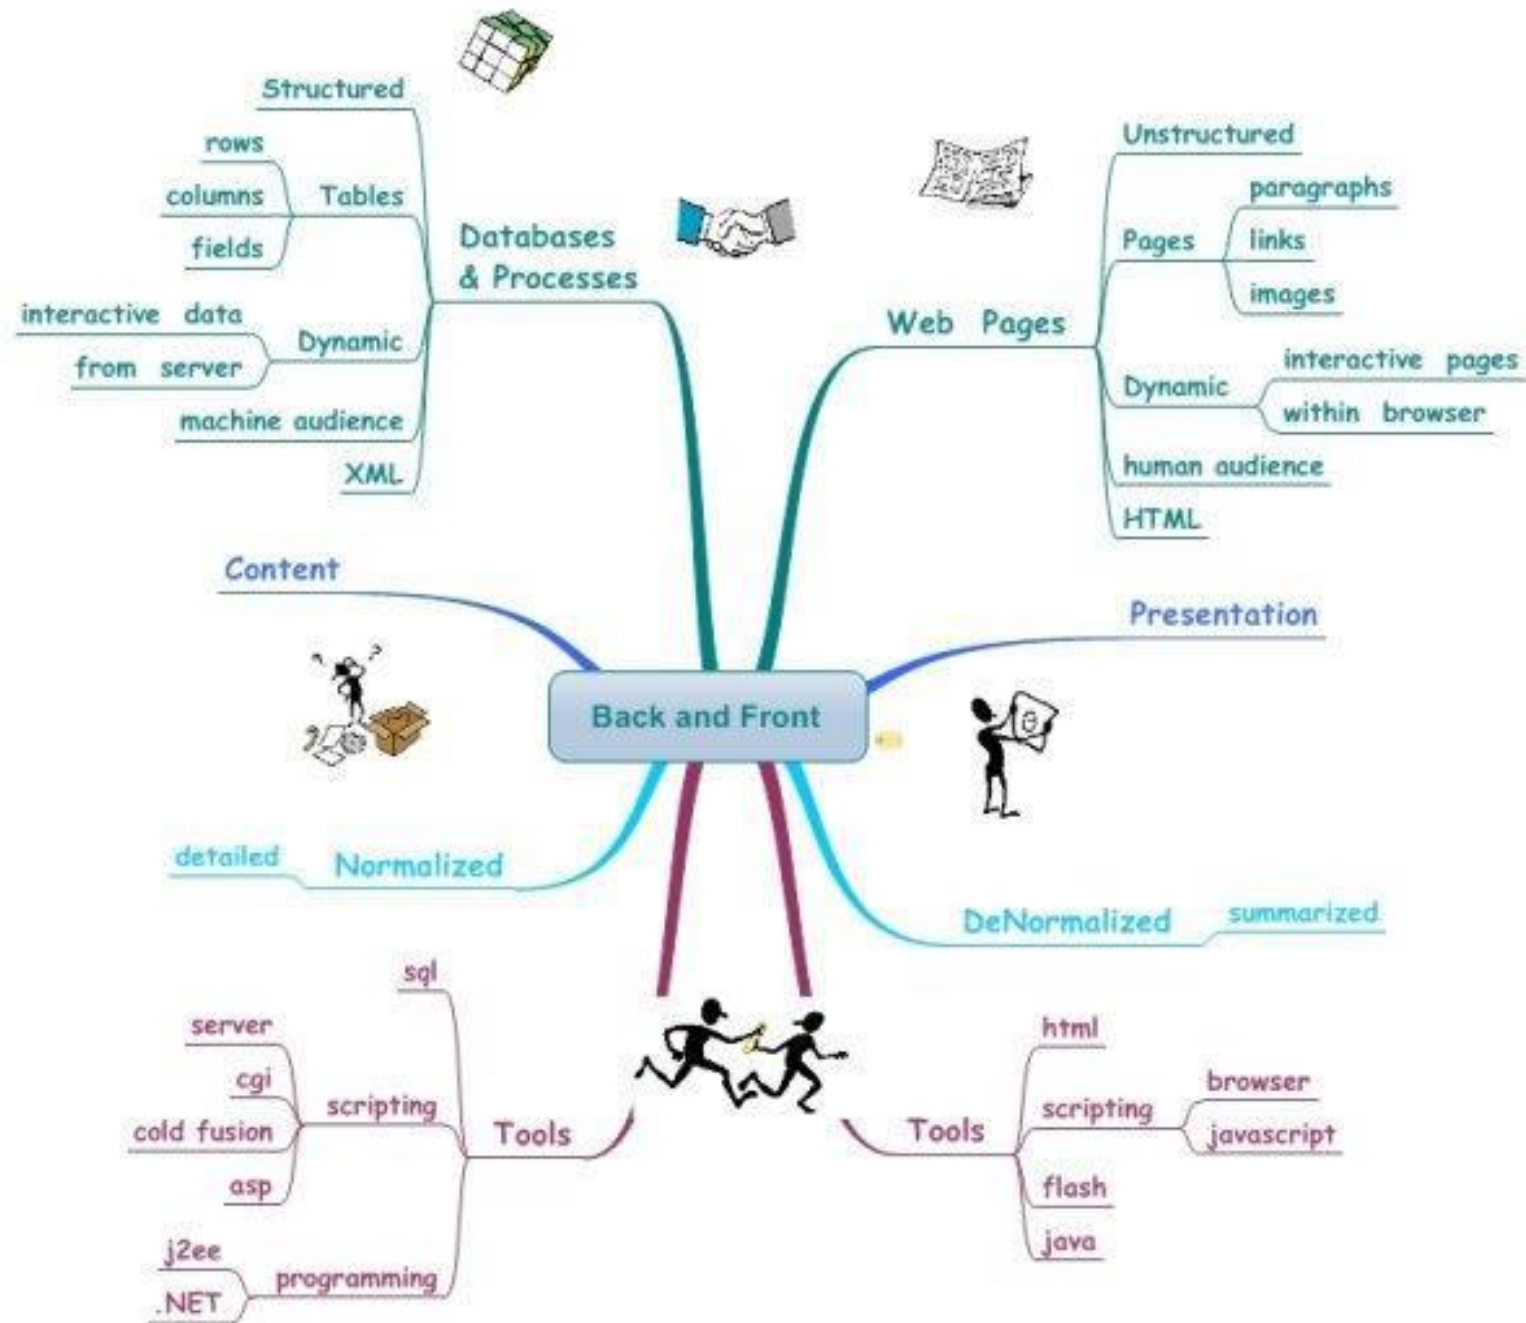 Structured
rows
columns
fields
Tables
Databases
& Processes
interactive data
from server
Dynamic
machine audience
XML
Unstructured
paragraphs
links
images
Pages
Web Pages
interactive pages
within browser
Dynamic
human audience
HTML
Content
Presentation
Back and Front
detailed
Normalized
DeNormalized
summarized
sql
server
cgi
cold fusion
asp
scripting
Tools
j2ee
.NET
programming
html
browser
javascript
scripting
Tools
flash
java